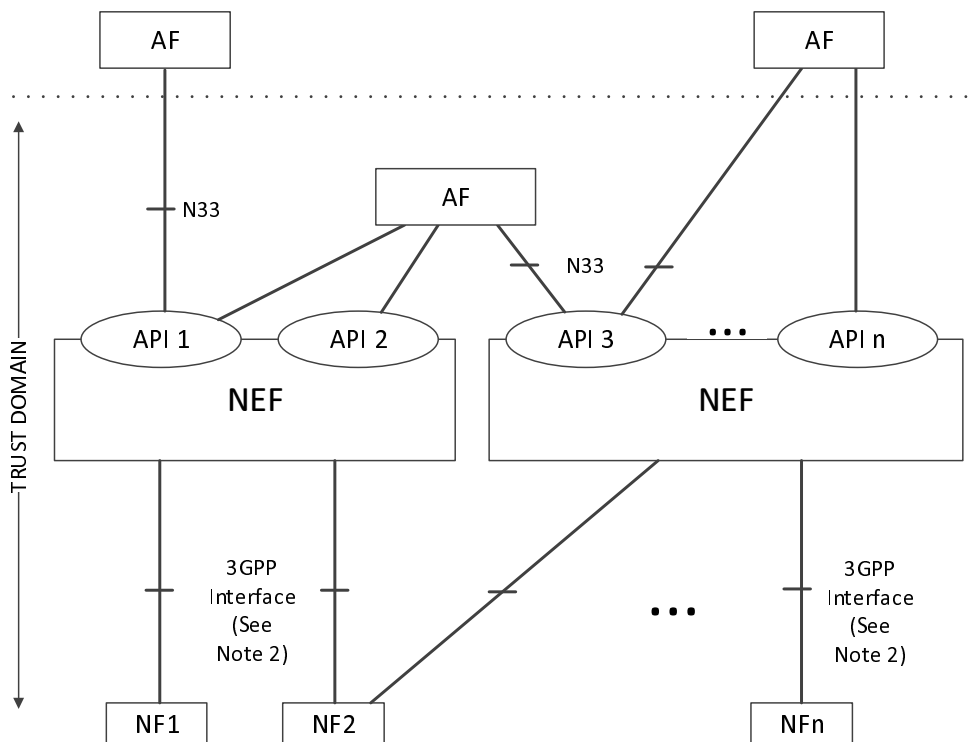 AF
AF
AF
N33
N33
TRUST DOMAIN
API 1
API 2
API 3
...
API n
NEF
NEF
3GPP
Interface
(See
Note 2)
...
3GPP
Interface
(See
Note 2)
NF1
NF2
NFn